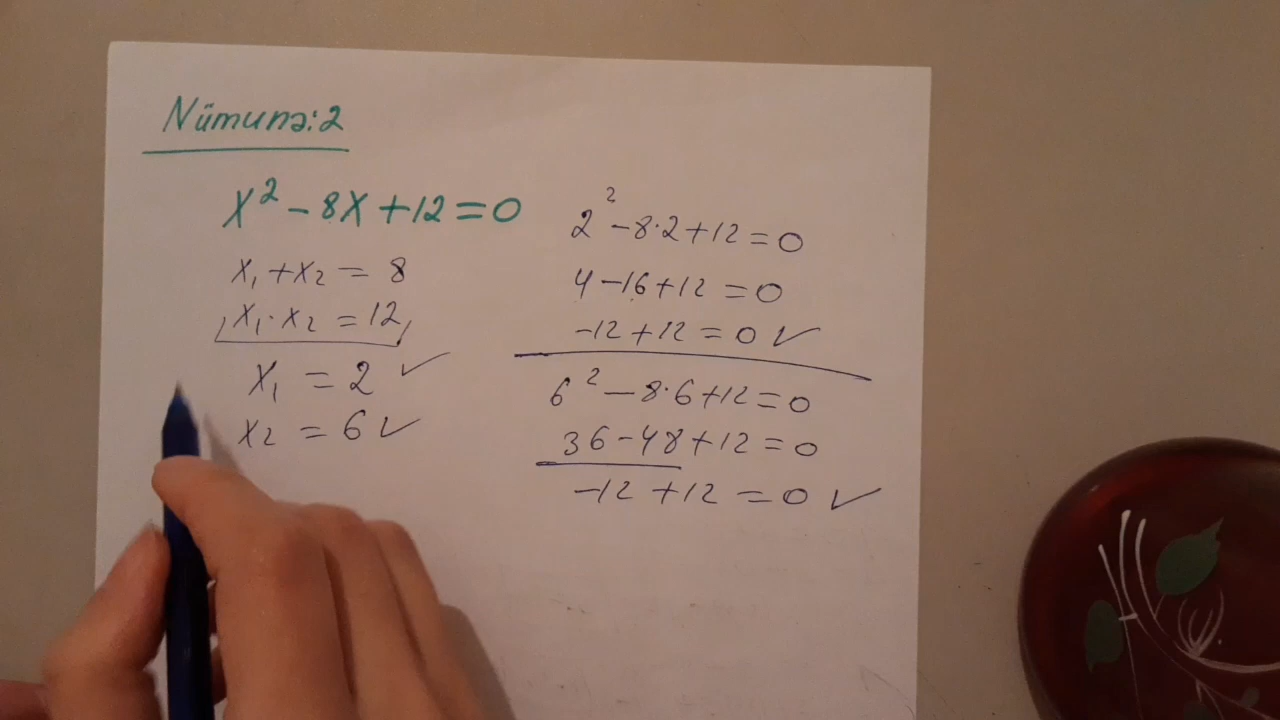 Nümunə:2
x² - 8x + 12 = 0
x₁ + x₂ = 8
x₁ · x₂ = 12
x₁ = 2 ✓
x₂ = 6 ✓
2² - 8·2 + 12 = 0
4 - 16 + 12 = 0
-12 + 12 = 0 ✓
6² - 8·6 + 12 = 0
36 - 48 + 12 = 0
-12 + 12 = 0 ✓